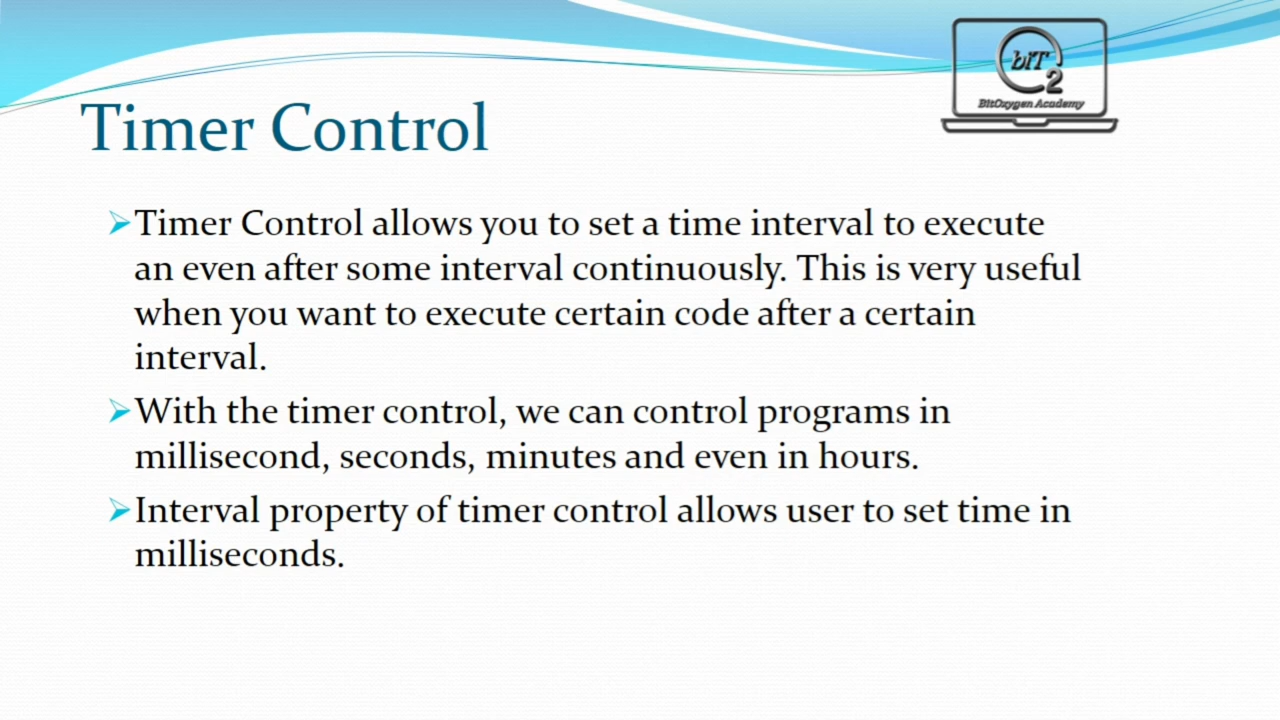 biT
2
BitOxygen Academy
Timer Control
Timer Control allows you to set a time interval to execute
an even after some interval continuously. This is very useful
when you want to execute certain code after a certain
interval.
With the timer control, we can control programs in
millisecond, seconds, minutes and even in hours.
Interval property of timer control allows user to set time in
milliseconds.